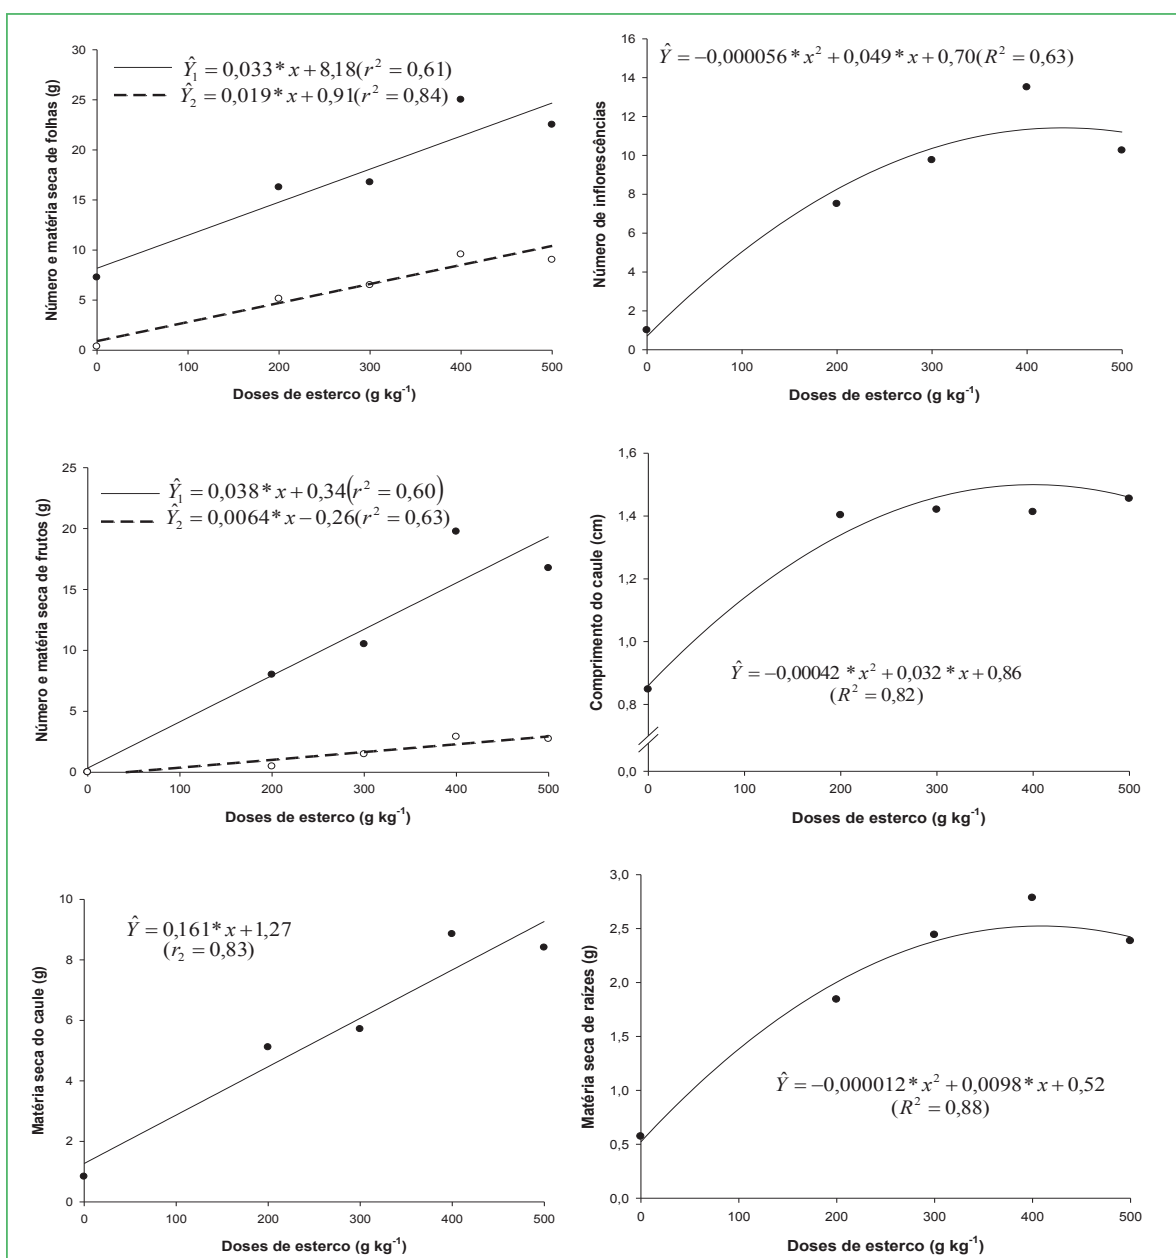 Número e matéria seca de folhas (g)
30
25
20
15
10
5
0
Ŷ₁ = 0,033* x + 8,18(r² = 0,61)
Ŷ₂ = 0,019* x + 0,91(r² = 0,84)
0 100 200 300 400 500
Doses de esterco (g kg⁻¹)
Número de inflorescências
16
14
12
10
8
6
4
2
0
Ŷ = −0,000056 * x² + 0,049 * x + 0,70(R² = 0,63)
0 100 200 300 400 500
Doses de esterco (g kg⁻¹)
Número e matéria seca de frutos (g)
25
20
15
10
5
0
Ŷ₁ = 0,038* x + 0,34(r² = 0,60)
Ŷ₂ = 0,0064* x − 0,26(r² = 0,63)
0 100 200 300 400 500
Doses de esterco (g kg⁻¹)
Comprimento do caule (cm)
1,6
1,4
1,2
1,0
0,8
0,0
Ŷ = −0,00042 * x² + 0,032 * x + 0,86
(R² = 0,82)
0 100 200 300 400 500
Doses de esterco (g kg⁻¹)
Matéria seca do caule (g)
10
8
6
4
2
0
Ŷ = 0,161* x + 1,27
(r₂ = 0,83)
0 100 200 300 400 500
Doses de esterco (g kg⁻¹)
Matéria seca de raízes (g)
3,0
2,5
2,0
1,5
1,0
0,5
0,0
Ŷ = −0,000012* x² + 0,0098* x + 0,52
(R² = 0,88)
0 100 200 300 400 500
Doses de esterco (g kg⁻¹)